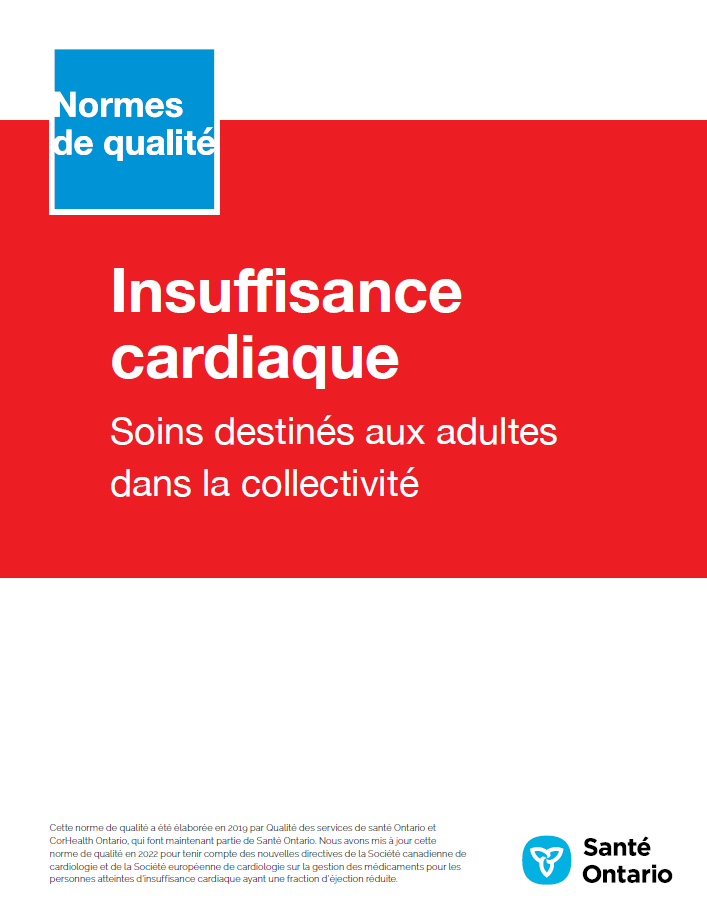 Normes
de qualité
Insuffisance
cardiaque
Soins destinés aux adultes
dans la collectivité
Cette norme de qualité a été élaborée en 2019 par Qualité des services de santé Ontario et
CorHealth Ontario, qui font maintenant partie de Santé Ontario. Nous avons mis à jour cette
norme de qualité en 2022 pour tenir compte des nouvelles directives de la Société canadienne de
cardiologie et de la Société européenne de cardiologie sur la gestion des médicaments pour les
personnes atteintes d'insuffisance cardiaque ayant une fraction d'éjection réduite.
Santé
Ontario